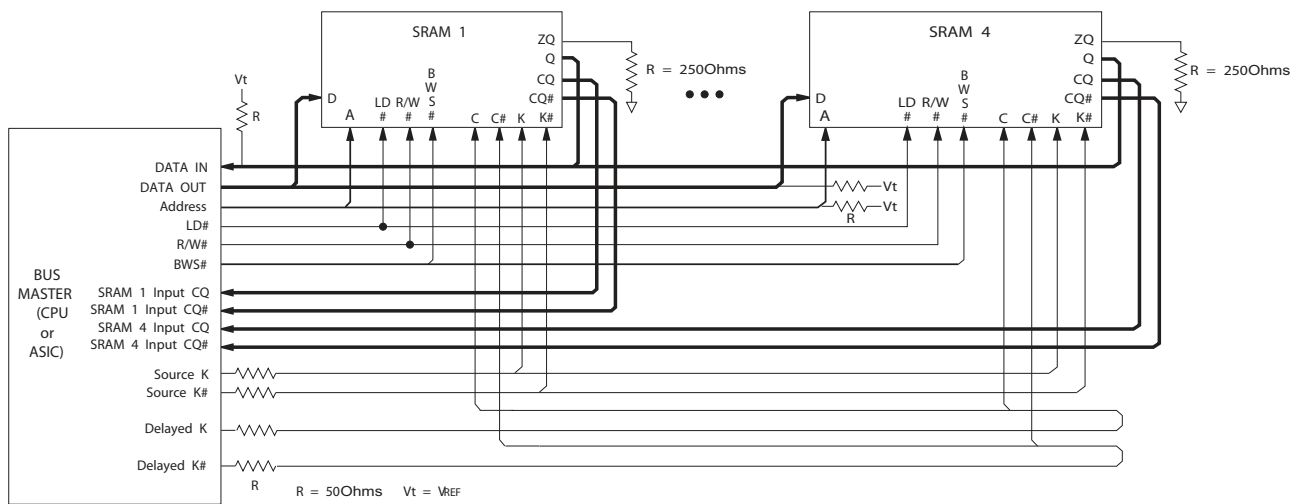 SRAM 1
ZQ
Q
CQ
CQ#
D
A
LD
#
R/W
#
B
W
S
#
C
C#
K
K#
R = 250Ohms
SRAM 4
ZQ
Q
CQ
CQ#
D
A
LD
#
R/W
#
B
W
S
#
C
C#
K
K#
R = 250Ohms
Vt
R
DATA IN
DATA OUT
Vt
Address
R
Vt
LD#
R/W#
BWS#
BUS
MASTER
(CPU
or
ASIC)
SRAM 1 Input CQ
SRAM 1 Input CQ#
SRAM 4 Input CQ
SRAM 4 Input CQ#
Source K
Source K#
Delayed K
Delayed K#
R
R = 50Ohms Vt = VREF